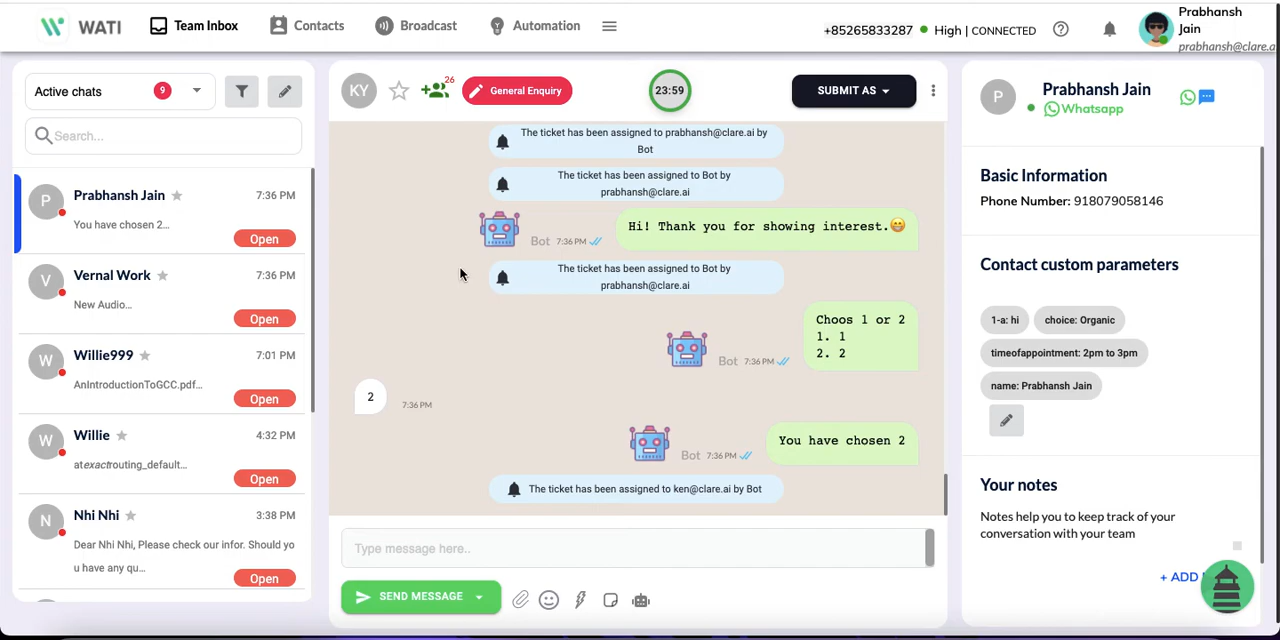 WATI
Team Inbox
Contacts
Broadcast
Automation
+85265833287
High | CONNECTED
Prabhansh
Jain
prabhansh@clare.a
Active chats
9
Search...
Prabhansh Jain
7:36 PM
You have chosen 2...
Open
Vernal Work
7:36 PM
New Audio...
Open
Willie999
7:01 PM
AnIntroductionToGCC.pdf...
Open
Willie
4:32 PM
atexactrouting_default...
Open
Nhi Nhi
3:38 PM
Dear Nhi Nhi, Please check our infor. Should yo
u have any qu...
Open
KY
26
General Enquiry
23:59
SUBMIT AS
The ticket has been assigned to prabhansh@clare.ai by
Bot
The ticket has been assigned to Bot by
prabhansh@clare.ai
Hi! Thank you for showing interest.😁
Bot 7:36 PM
The ticket has been assigned to Bot by
prabhansh@clare.ai
Choos 1 or 2
1. 1
2. 2
Bot 7:36 PM
2
7:36 PM
You have chosen 2
Bot 7:36 PM
The ticket has been assigned to ken@clare.ai by Bot
Type message here..
SEND MESSAGE
P
Prabhansh Jain
Whatsapp
Basic Information
Phone Number: 918079058146
Contact custom parameters
1-a: hi
choice: Organic
timeofappointment: 2pm to 3pm
name: Prabhansh Jain
Your notes
Notes help you to keep track of your
conversation with your team
+ ADD
P
V
W
W
N